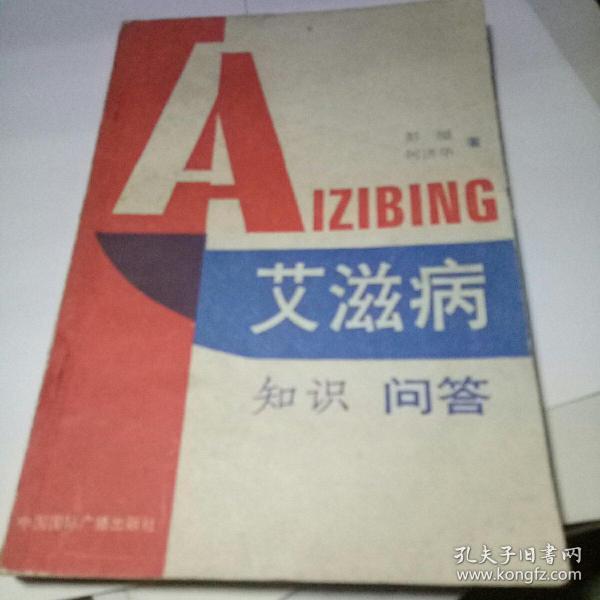 著
AIZIBING
艾滋病
知识 问答
中国国际广播出版社
孔夫子旧书网
www.kongfz.com